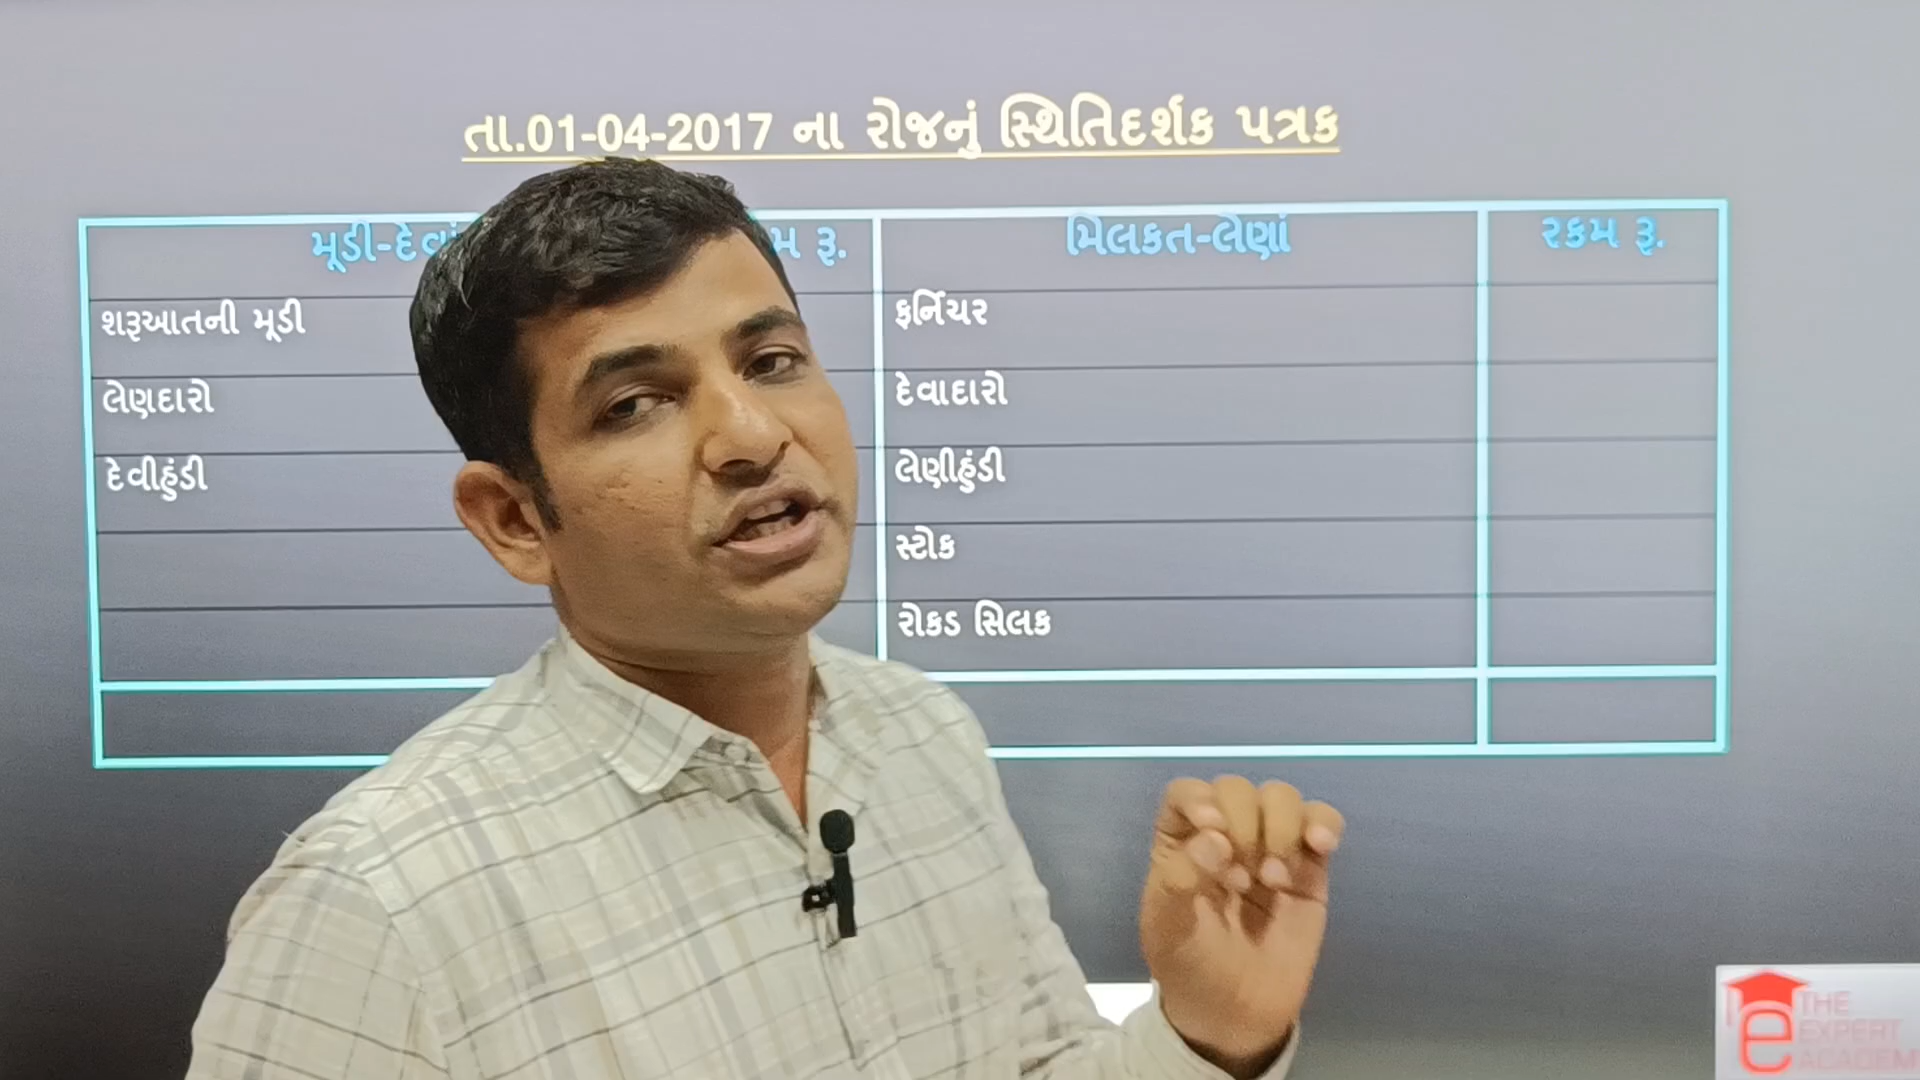 તા.01-04-2017 ના રોજનું સ્થિતિદર્શક પત્રક
રૂ. મિલકત-લેણાં રકમ રૂ.
શરૂઆતની મૂડી ફર્નિચર
લેણદારો દેવાદારો
દેવીહુંડી લેણીહુંડી
સ્ટોક
રોકડ સિલક
THE
EXPERT